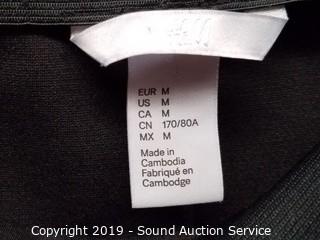 EUR M
US M
CA M
CN 170/80A
MX M
Made in
Cambodia
Fabriqué en
Cambodge
Copyright 2019 - Sound Auction Service